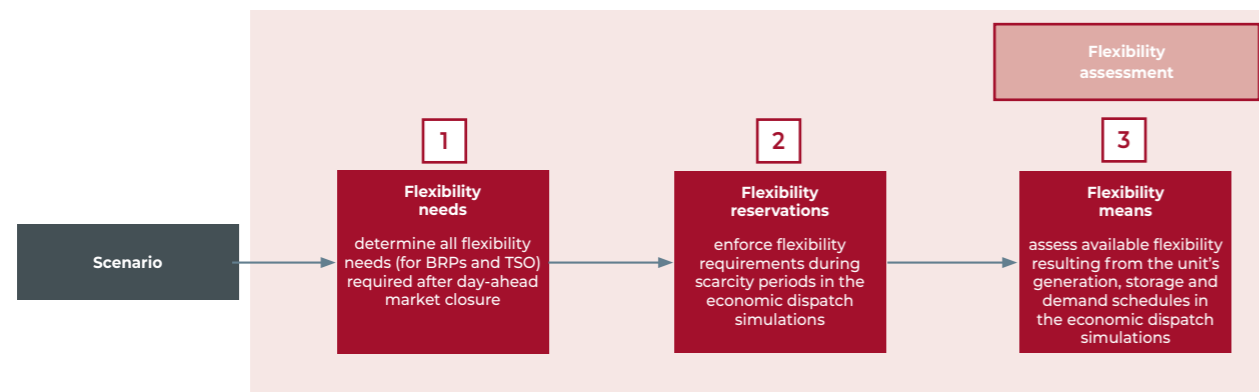 Flexibility
assessment
1
2
3
Scenario
Flexibility
needs
determine all flexibility
needs (for BRPs and TSO)
required after day-ahead
market closure
Flexibility
reservations
enforce flexibility
requirements during
scarcity periods in the
economic dispatch
simulations
Flexibility
means
assess available flexibility
resulting from the unit's
generation, storage and
demand schedules in
the economic dispatch
simulations